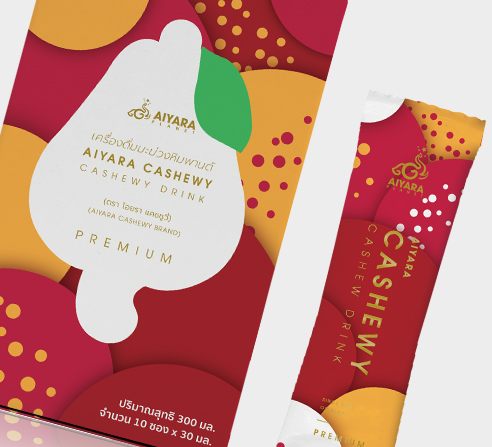 AIYARA
PLANET
เครื่องดื่มมะม่วงหิมพานต์
AIYARA CASHEWY
CASHEWY DRINK
(ตรา ไอยรา แคชชูวี่)
(AIYARA CASHEWY BRAND)
PREMIUM
ปริมาณสุทธิ 300 มล.
จำนวน 10 ซอง x 30 มล.
AIYARA
PLANET
AIYARA
CASHEWY
CASHEW DRINK
PREMIUM